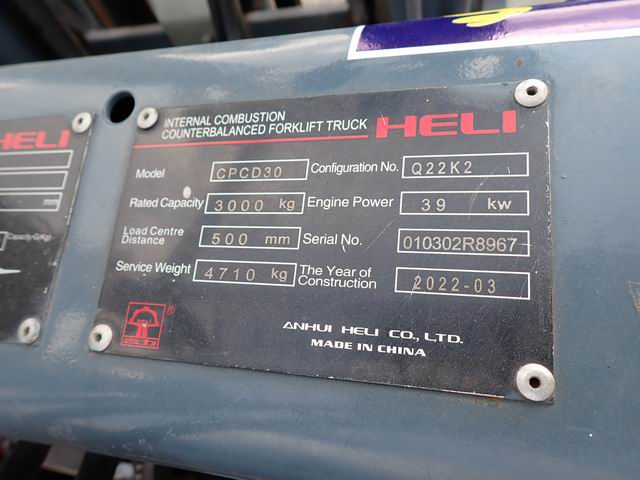 INTERNAL COMBUSTION
COUNTERBALANCED FORKLIFT TRUCK HELI
Model CPCD30 Configuration No. Q22K2
Rated Capacity 3000 kg Engine Power 39 kw
Load Centre Distance 500 mm Serial No. 010302R8967
Service Weight 4710 kg The Year of Construction 2022-03
®
ANHUI HELI CO., LTD.
MADE IN CHINA
HELI
mm